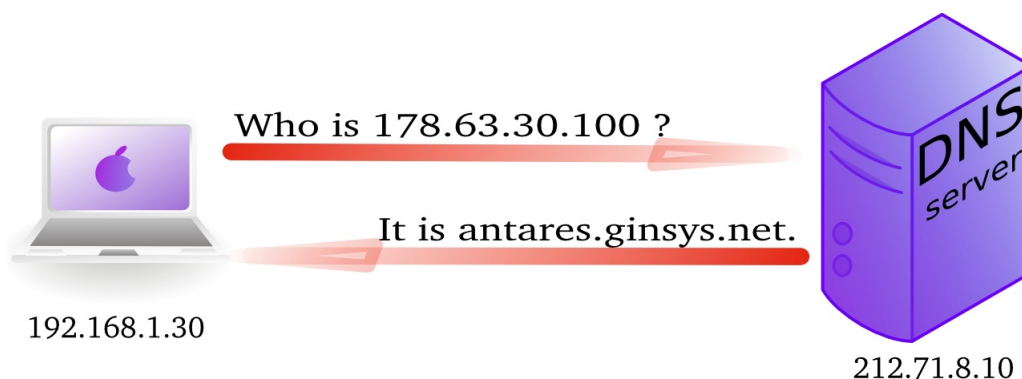 Who is 178.63.30.100 ?
It is antares.ginsys.net.
DNS
server
192.168.1.30
212.71.8.10